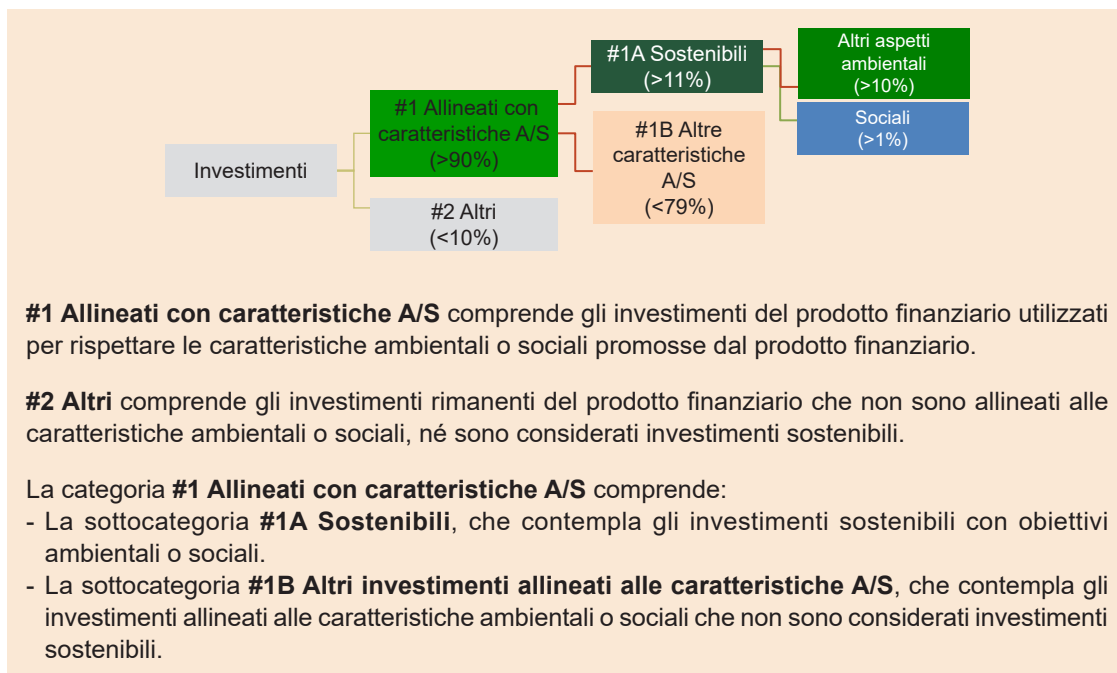 #1A Sostenibili
(>11%)
Altri aspetti
ambientali
(>10%)
Sociali
(>1%)
#1 Allineati con
caratteristiche A/S
(>90%)
#1B Altre
caratteristiche
A/S
(<79%)
Investimenti
#2 Altri
(<10%)
#1 Allineati con caratteristiche A/S comprende gli investimenti del prodotto finanziario utilizzati
per rispettare le caratteristiche ambientali o sociali promosse dal prodotto finanziario.
#2 Altri comprende gli investimenti rimanenti del prodotto finanziario che non sono allineati alle
caratteristiche ambientali o sociali, né sono considerati investimenti sostenibili.
La categoria #1 Allineati con caratteristiche A/S comprende:
- La sottocategoria #1A Sostenibili, che contempla gli investimenti sostenibili con obiettivi
ambientali o sociali.
- La sottocategoria #1B Altri investimenti allineati alle caratteristiche A/S, che contempla gli
investimenti allineati alle caratteristiche ambientali o sociali che non sono considerati investimenti
sostenibili.